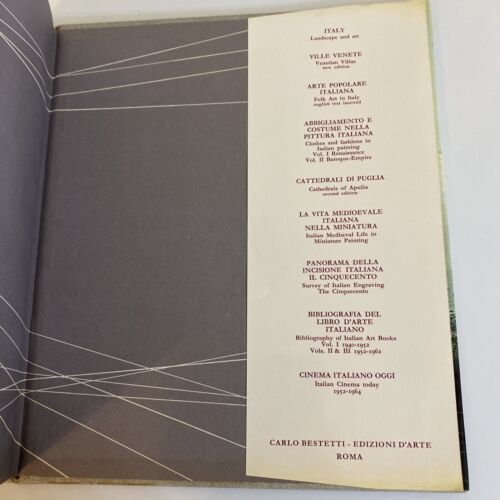 ITALY
Landscape and art
VILLE VENETE
Venetian Villas
new edition
ARTE POPOLARE
ITALIANA
Folk Art in Italy
english text inserted
ABBIGLIAMENTO E
COSTUME NELLA
PITTURA ITALIANA
Clothes and fashions in
Italian painting
Vol. I Renaissance
Vol. II Baroque-Empire
CATTEDRALI DI PUGLIA
Cathedrals of Apulia
second edition
LA VITA MEDIOEVALE
ITALIANA
NELLA MINIATURA
Italian Mediæval Life in
Miniature Painting
PANORAMA DELLA
INCISIONE ITALIANA
IL CINQUECENTO
Survey of Italian Engraving
The Cinquecento
BIBLIOGRAFIA DEL
LIBRO D'ARTE
ITALIANO
Bibliography of Italian Art Books
Vol. I 1940-1952
Vols. II & III 1952-1962
CINEMA ITALIANO OGGI
Italian Cinema today
1952-1964
CARLO BESTETTI - EDIZIONI D'ARTE
ROMA